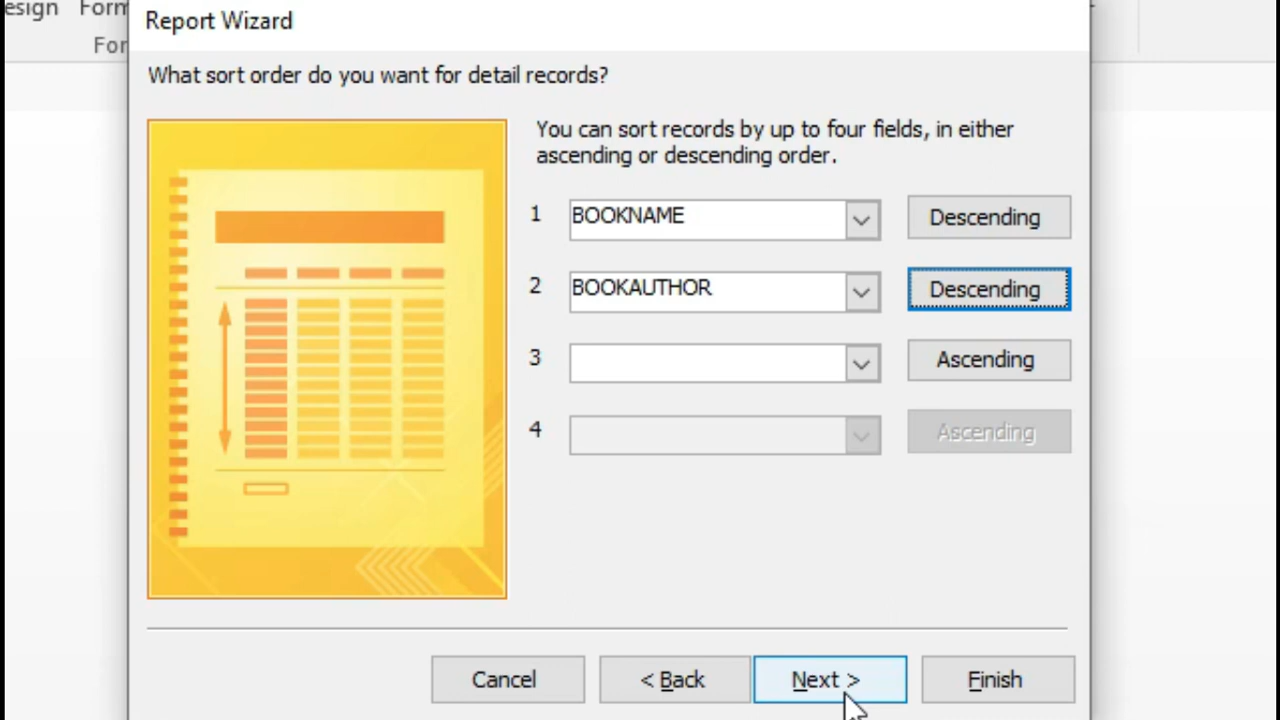 esign Form
For
Report Wizard
What sort order do you want for detail records?
You can sort records by up to four fields, in either
ascending or descending order.
1 BOOKNAME Descending
2 BOOKAUTHOR Descending
3 Ascending
4 Ascending
Cancel < Back Next > Finish